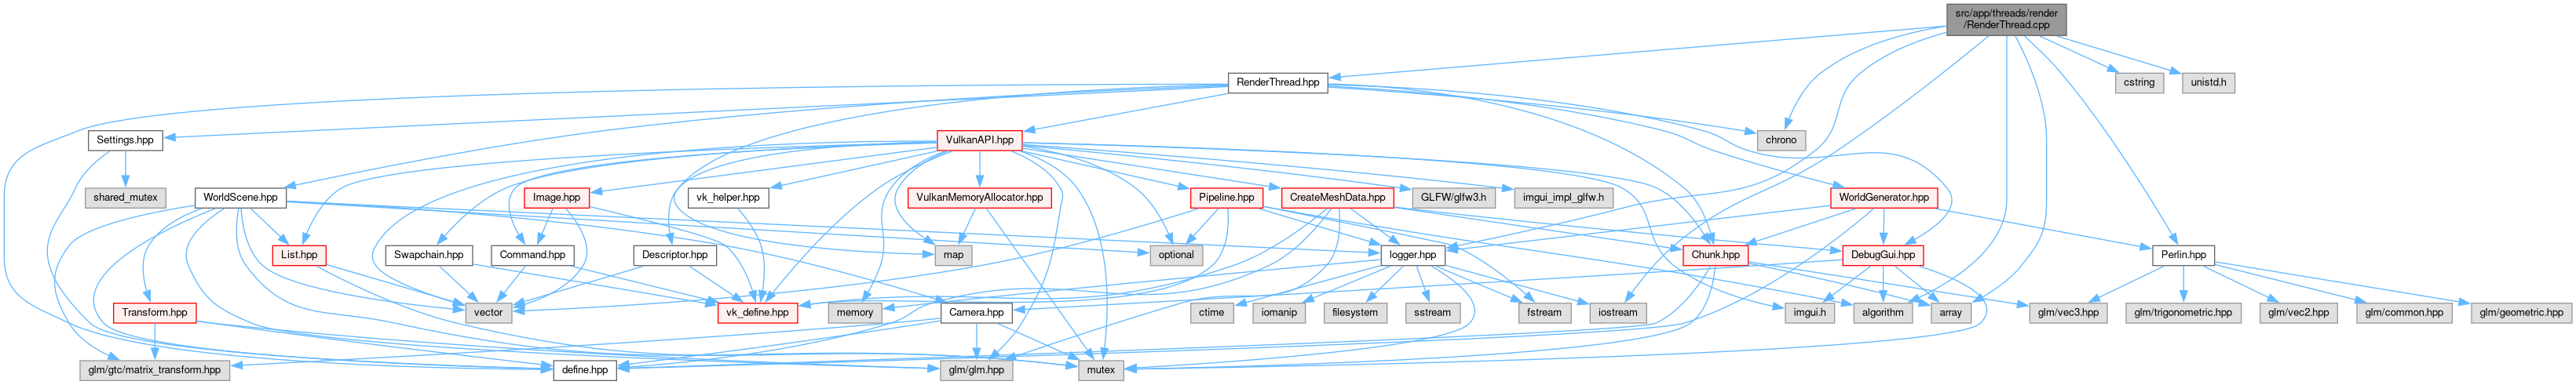 src/app/threads/render
/RenderThread.cpp
RenderThread.hpp
cstring
unistd.h
Settings.hpp
VulkanAPI.hpp
chrono
shared_mutex
WorldScene.hpp
Image.hpp
vk_helper.hpp
VulkanMemoryAllocator.hpp
Pipeline.hpp
CreateMeshData.hpp
GLFW/glfw3.h
imgui_impl_glfw.h
WorldGenerator.hpp
List.hpp
Swapchain.hpp
Command.hpp
Descriptor.hpp
map
optional
logger.hpp
Chunk.hpp
DebugGui.hpp
Perlin.hpp
Transform.hpp
vector
vk_define.hpp
memory
Camera.hpp
ctime
iomanip
filesystem
sstream
fstream
iostream
imgui.h
algorithm
array
glm/vec3.hpp
glm/trigonometric.hpp
glm/vec2.hpp
glm/common.hpp
glm/geometric.hpp
glm/gtc/matrix_transform.hpp
define.hpp
glm/glm.hpp
mutex